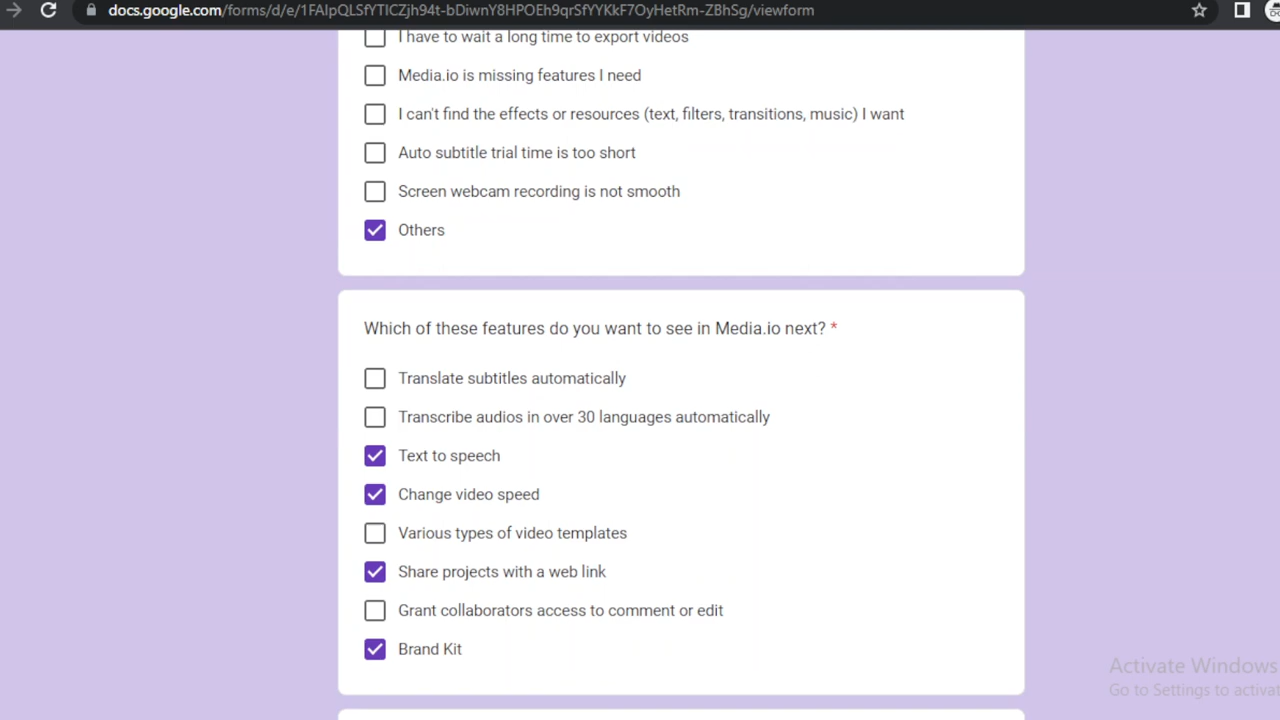 docs.google.com/forms/d/e/1FAIpQLSfYTICZjh94t-bDiwnY8HPOEh9qrSfYYKkF7OyHetRm-ZBhSg/viewform
I have to wait a long time to export videos
Media.io is missing features I need
I can't find the effects or resources (text, filters, transitions, music) I want
Auto subtitle trial time is too short
Screen webcam recording is not smooth
Others
Which of these features do you want to see in Media.io next? *
Translate subtitles automatically
Transcribe audios in over 30 languages automatically
Text to speech
Change video speed
Various types of video templates
Share projects with a web link
Grant collaborators access to comment or edit
Brand Kit
Activate Windows
Go to Settings to activat